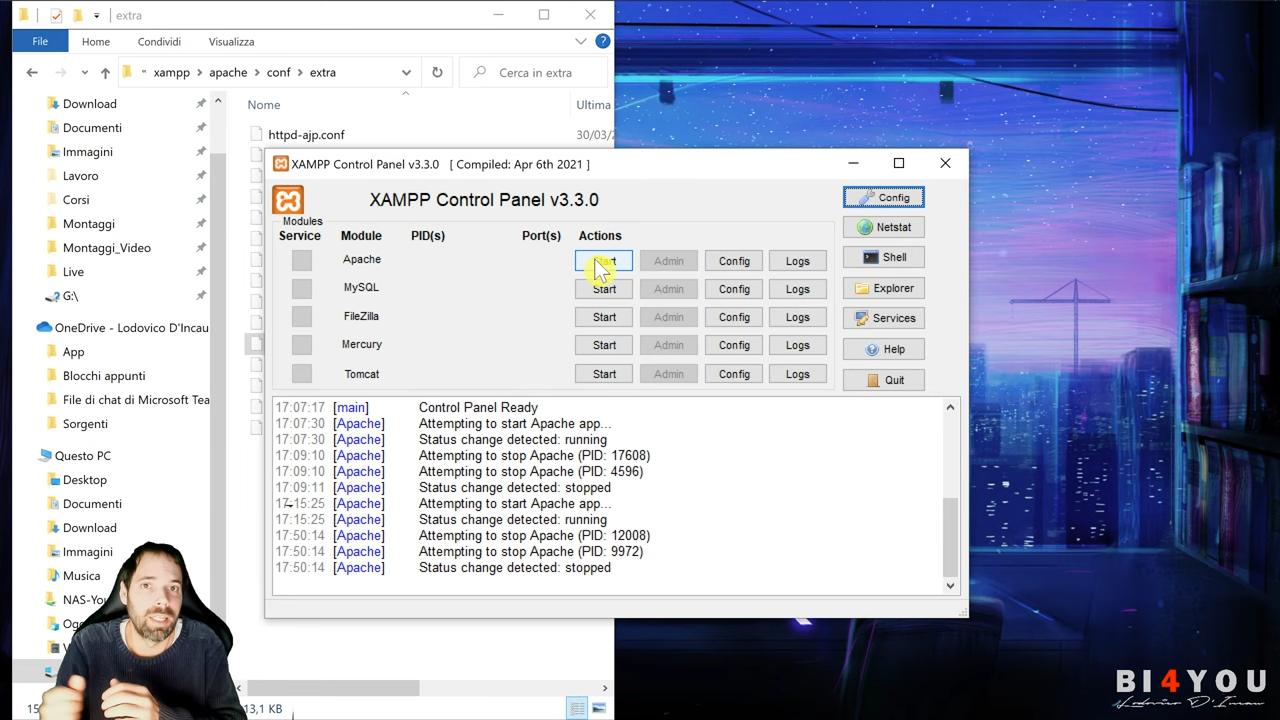 extra
File Home Condividi Visualizza
xampp apache conf extra Cerca in extra
Download
Documenti
Immagini
Lavoro
Corsi
Montaggi
Montaggi_Video
Live
G:\
OneDrive - Lodovico D'Incau
App
Blocchi appunti
File di chat di Microsoft Tea
Sorgenti
Questo PC
Desktop
Documenti
Download
Immagini
Musica
NAS-You
Nome Ultima
httpd-ajp.conf 30/03/2
13,1 KB
XAMPP Control Panel v3.3.0 [ Compiled: Apr 6th 2021 ]
XAMPP Control Panel v3.3.0
Modules
Service Module PID(s) Port(s) Actions
Apache Start Admin Config Logs
MySQL Start Admin Config Logs
FileZilla Start Admin Config Logs
Mercury Start Admin Config Logs
Tomcat Start Admin Config Logs
Config
Netstat
Shell
Explorer
Services
Help
Quit
17:07:17 [main] Control Panel Ready
17:07:30 [Apache] Attempting to start Apache app...
17:07:30 [Apache] Status change detected: running
17:09:10 [Apache] Attempting to stop Apache (PID: 17608)
17:09:10 [Apache] Attempting to stop Apache (PID: 4596)
17:09:11 [Apache] Status change detected: stopped
17:15:25 [Apache] Attempting to start Apache app...
17:15:25 [Apache] Status change detected: running
17:50:14 [Apache] Attempting to stop Apache (PID: 12008)
17:50:14 [Apache] Attempting to stop Apache (PID: 9972)
17:50:14 [Apache] Status change detected: stopped
BI4YOU
Lodovico D'Incau